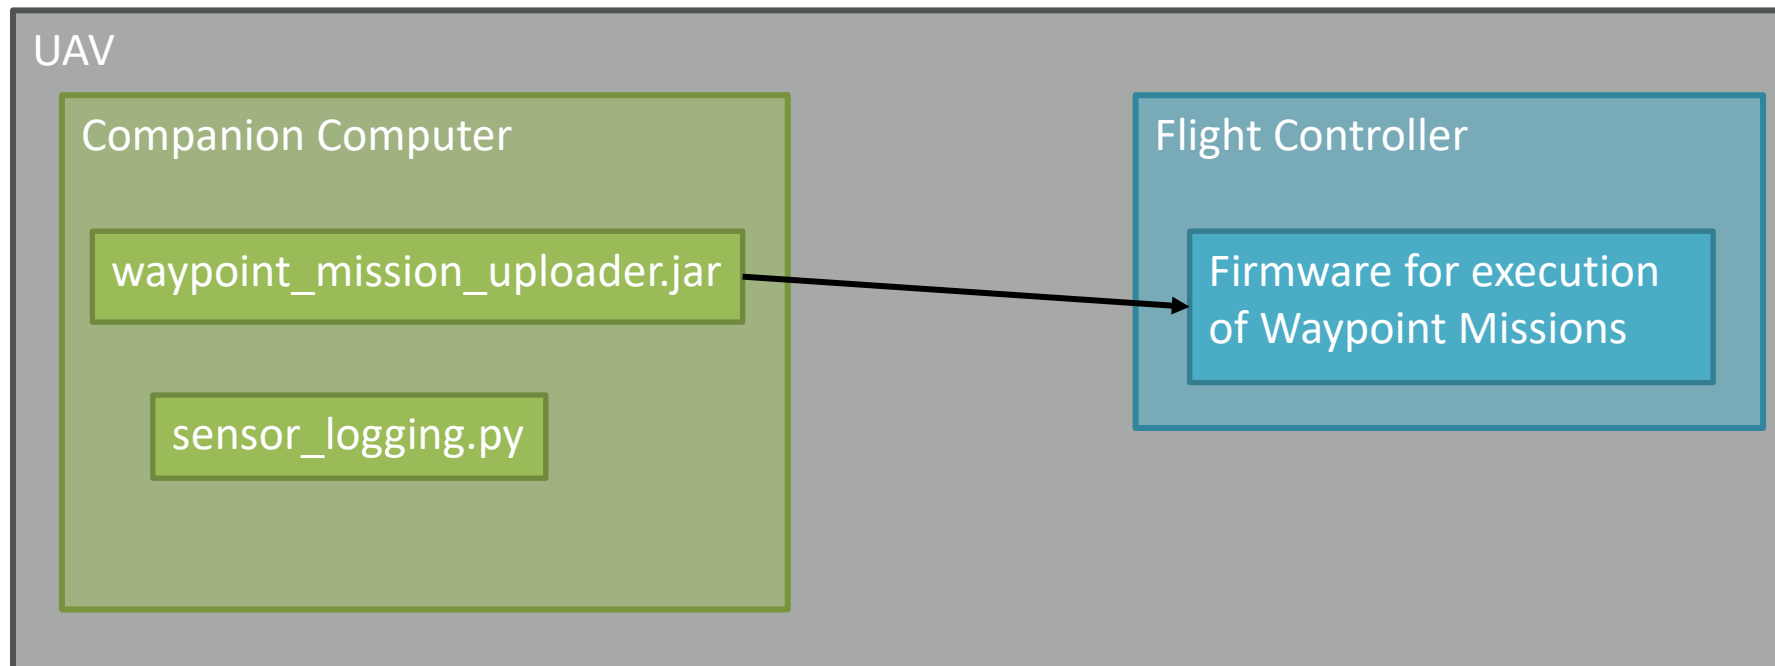 UAV
Companion Computer
waypoint_mission_uploader.jar
sensor_logging.py
Flight Controller
Firmware for execution
of Waypoint Missions